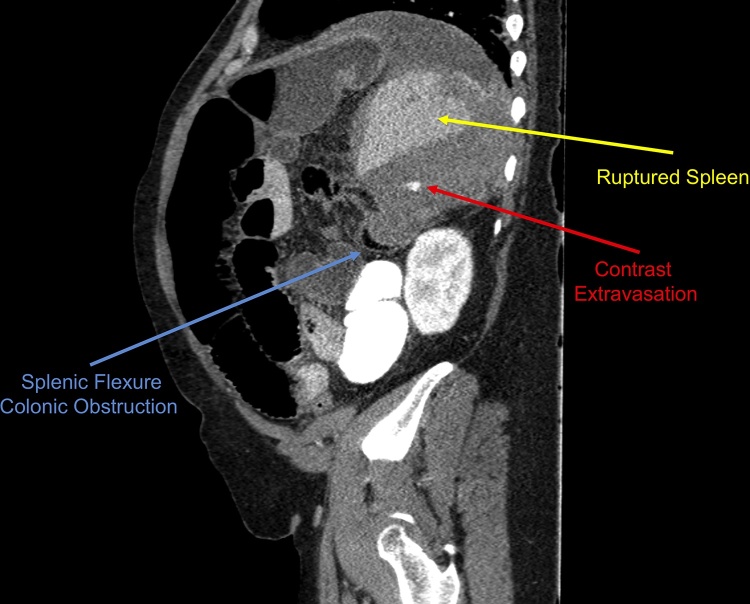 Ruptured Spleen
Contrast
Extravasation
Splenic Flexure
Colonic Obstruction